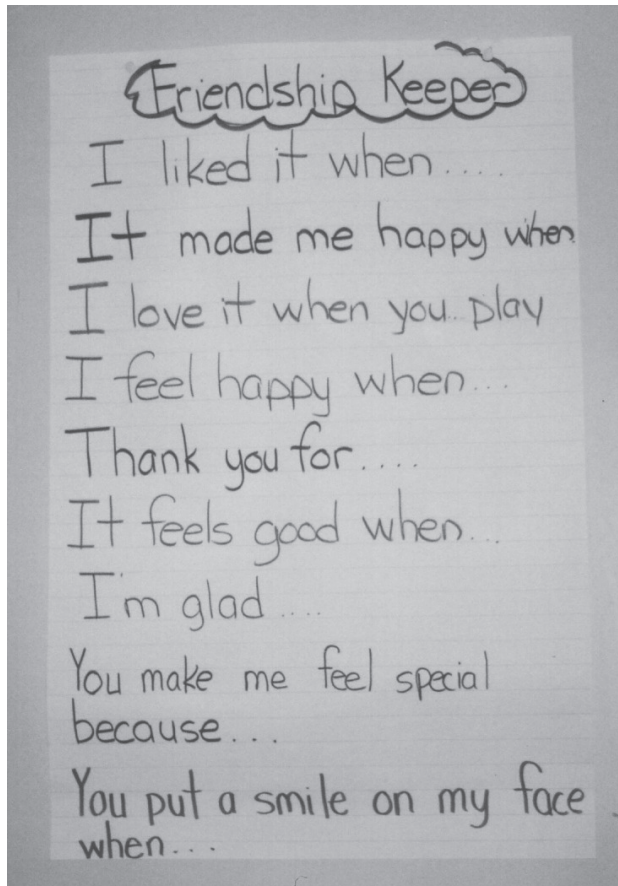 Friendship Keeper
I liked it when.....
It made me happy when
I love it when you.. play
I feel happy when...
Thank you for....
It feels good when...
I'm glad ....
You make me feel special
because...
You put a smile on my face
when...